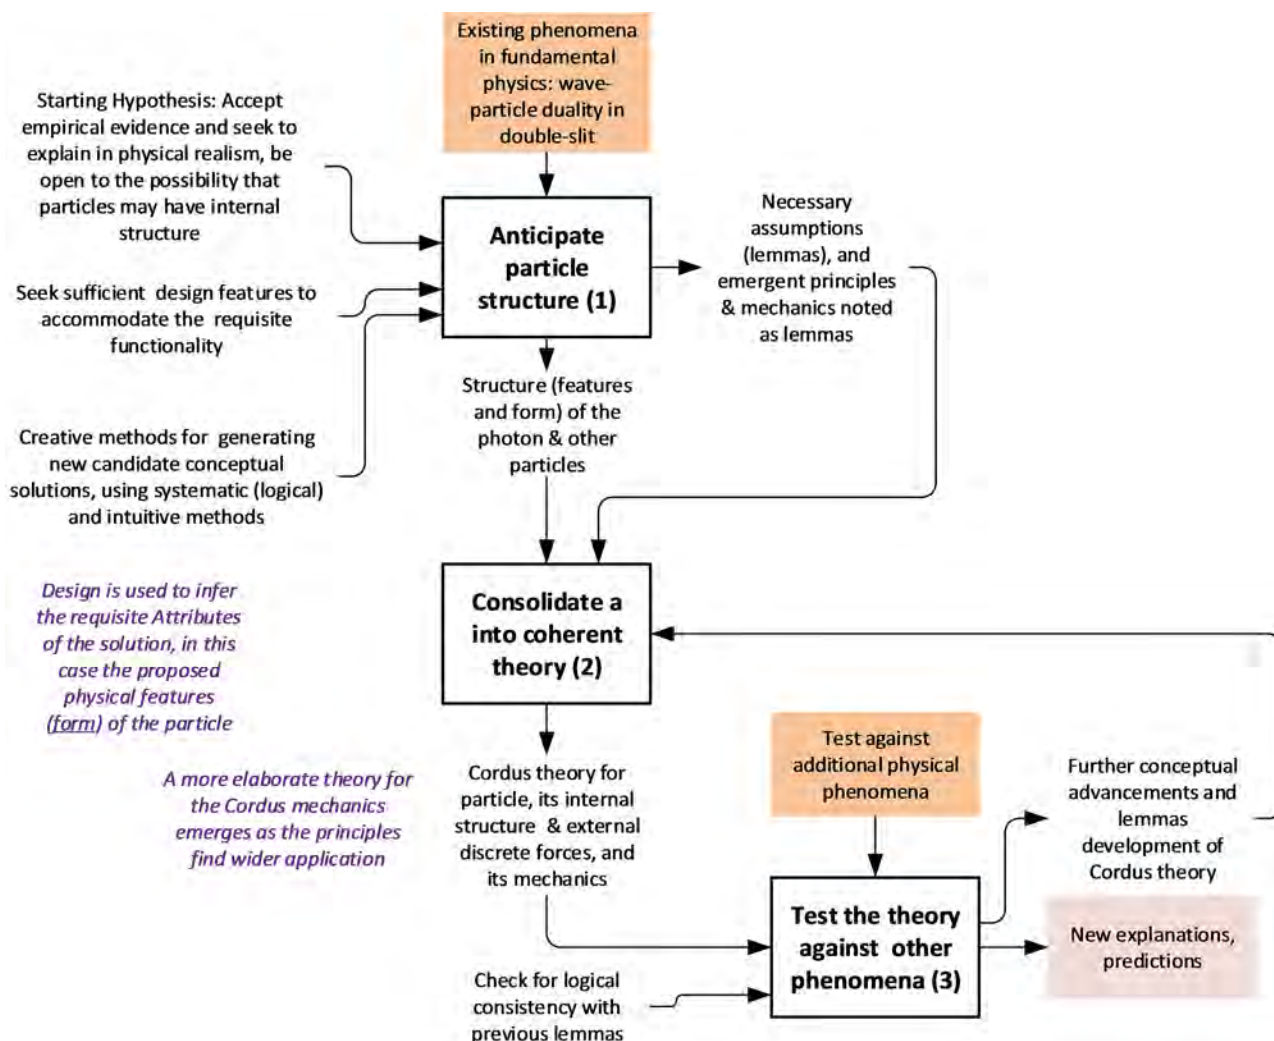 Existing phenomena
in fundamental
physics: wave-
particle duality in
double-slit
Starting Hypothesis: Accept
empirical evidence and seek to
explain in physical realism, be
open to the possibility that
particles may have internal
structure
Anticipate
particle
structure (1)
Necessary
assumptions
(lemmas), and
emergent principles
& mechanics noted
as lemmas
Seek sufficient design features to
accommodate the requisite
functionality
Structure (features
and form) of the
photon & other
particles
Creative methods for generating
new candidate conceptual
solutions, using systematic (logical)
and intuitive methods
Design is used to infer
the requisite Attributes
of the solution, in this
case the proposed
physical features
(form) of the particle
Consolidate a
into coherent
theory (2)
A more elaborate theory for
the Cordus mechanics
emerges as the principles
find wider application
Cordus theory for
particle, its internal
structure & external
discrete forces, and
its mechanics
Test against
additional physical
phenomena
Further conceptual
advancements and
lemmas
development of
Cordus theory
Test the theory
against other
phenomena (3)
New explanations,
predictions
Check for logical
consistency with
previous lemmas